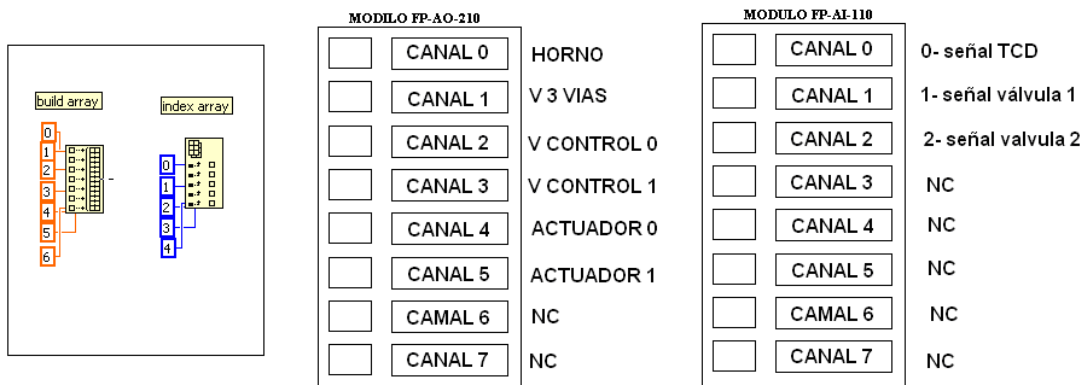 build array
0
1
2
3
4
5
6
index array
0
1
2
3
4
MODILO FP-AO-210
CANAL 0 HORNO
CANAL 1 V 3 VIAS
CANAL 2 V CONTROL 0
CANAL 3 V CONTROL 1
CANAL 4 ACTUADOR 0
CANAL 5 ACTUADOR 1
CAMAL 6 NC
CANAL 7 NC
MODULO FP-AI-110
CANAL 0 0- señal TCD
CANAL 1 1- señal válvula 1
CANAL 2 2- señal valvula 2
CANAL 3 NC
CANAL 4 NC
CANAL 5 NC
CAMAL 6 NC
CANAL 7 NC